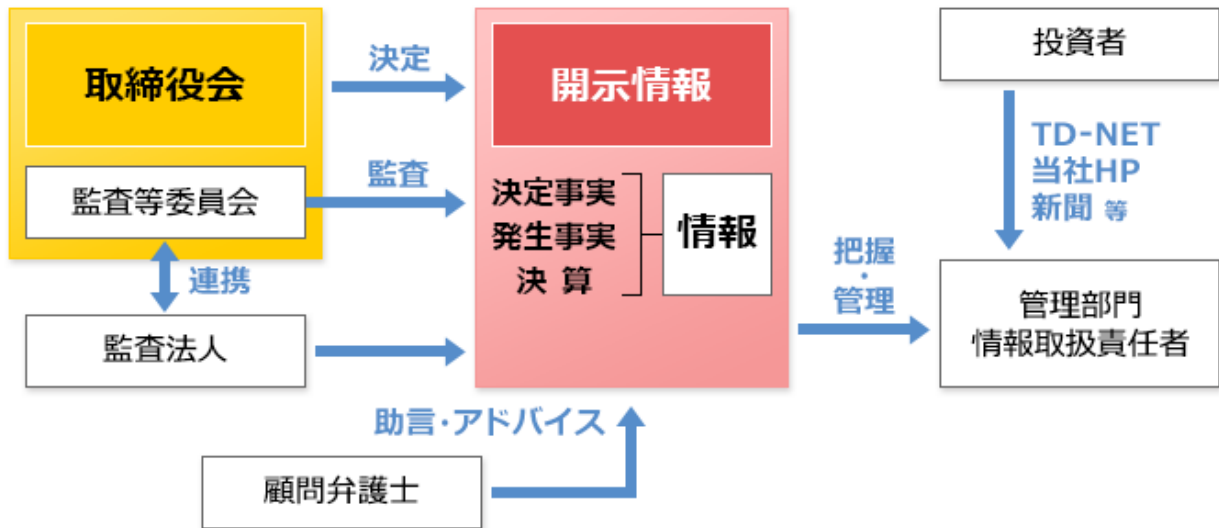 取締役会
監査等委員会
連携
監査法人
決定
監査
開示情報
決定事実
発生事実
決 算
情報
助言・アドバイス
顧問弁護士
把握
・
管理
投資者
TD-NET
当社HP
新聞 等
管理部門
情報取扱責任者